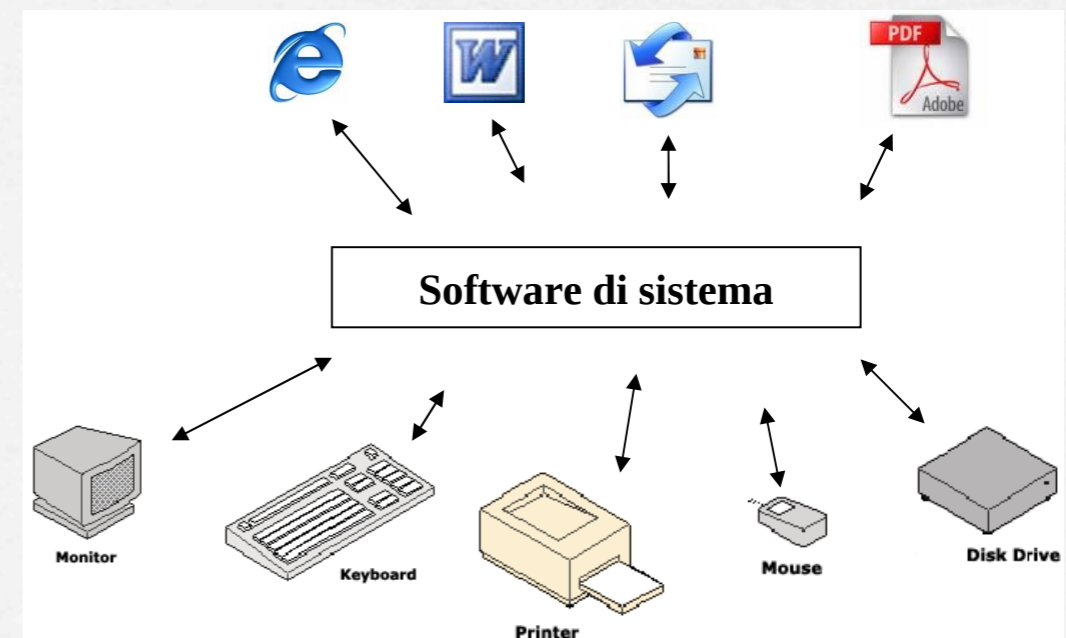 W
PDF
Adobe
Software di sistema
Monitor
Keyboard
Printer
Mouse
Disk Drive